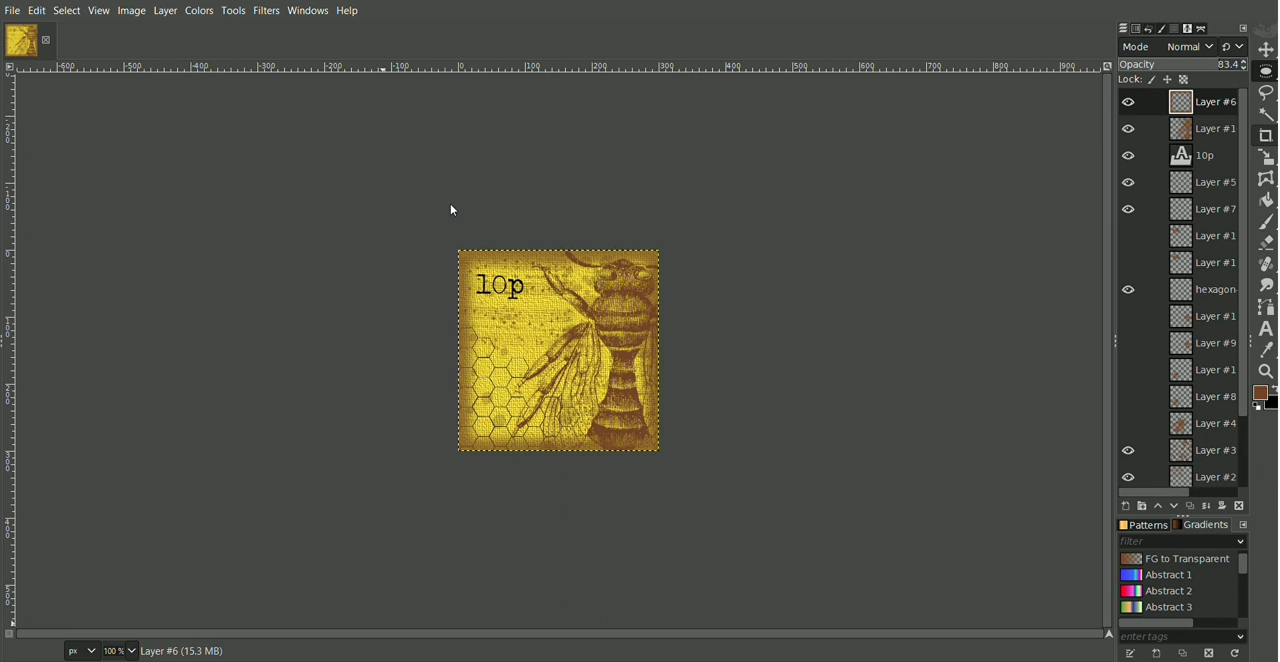 File Edit Select View Image Layer Colors Tools Filters Windows Help
-600 -500 -400 -300 -200 -100 0 100 200 300 400 500 600 700 800 900
Mode Normal
Opacity 83.4
Lock:
Layer #6
Layer #1
10p
Layer #5
Layer #7
Layer #1
Layer #1
hexagon
Layer #1
Layer #9
Layer #1
Layer #8
Layer #4
Layer #3
Layer #2
10p
Patterns Gradients
filter
FG to Transparent
Abstract 1
Abstract 2
Abstract 3
enter tags
px 100 % Layer #6 (15.3 MB)